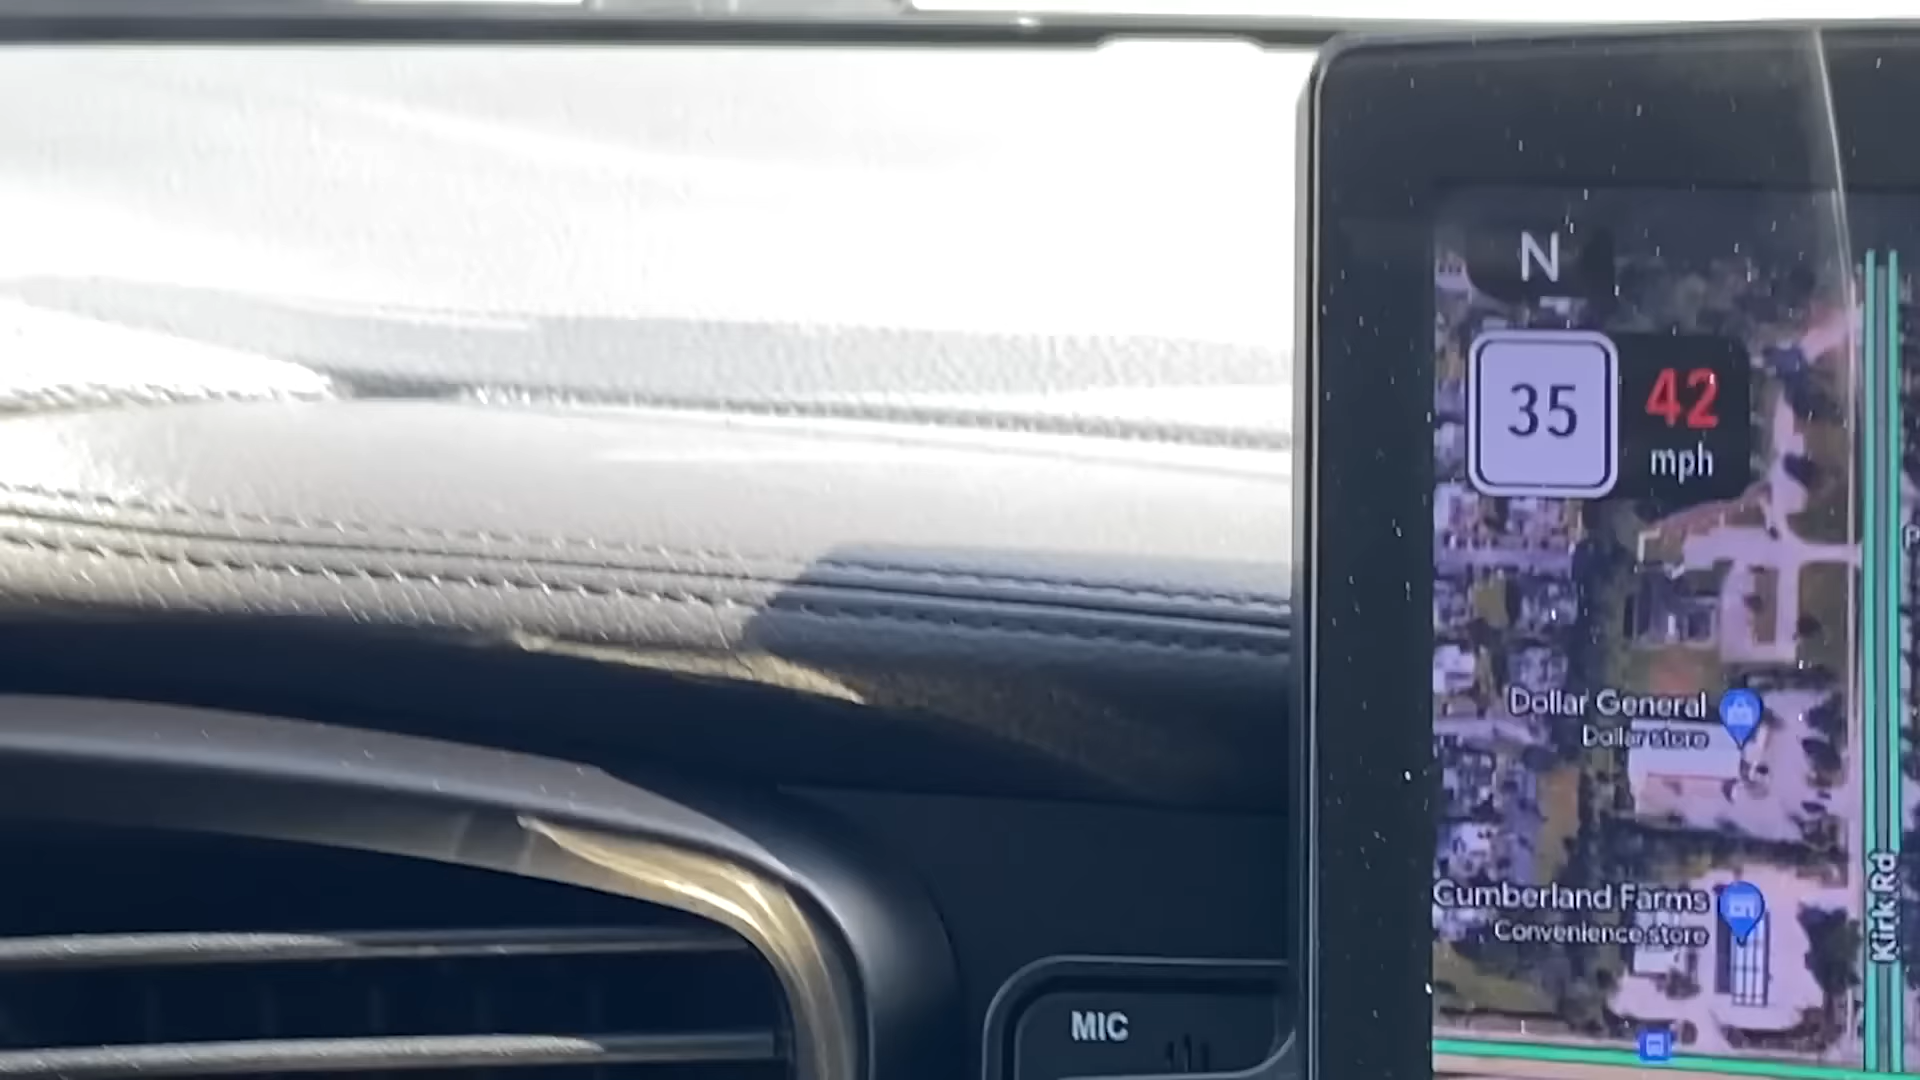 N
35
42
mph
Dollar General
Dollar store
Cumberland Farms
Convenience store
Kirk Rd
MIC